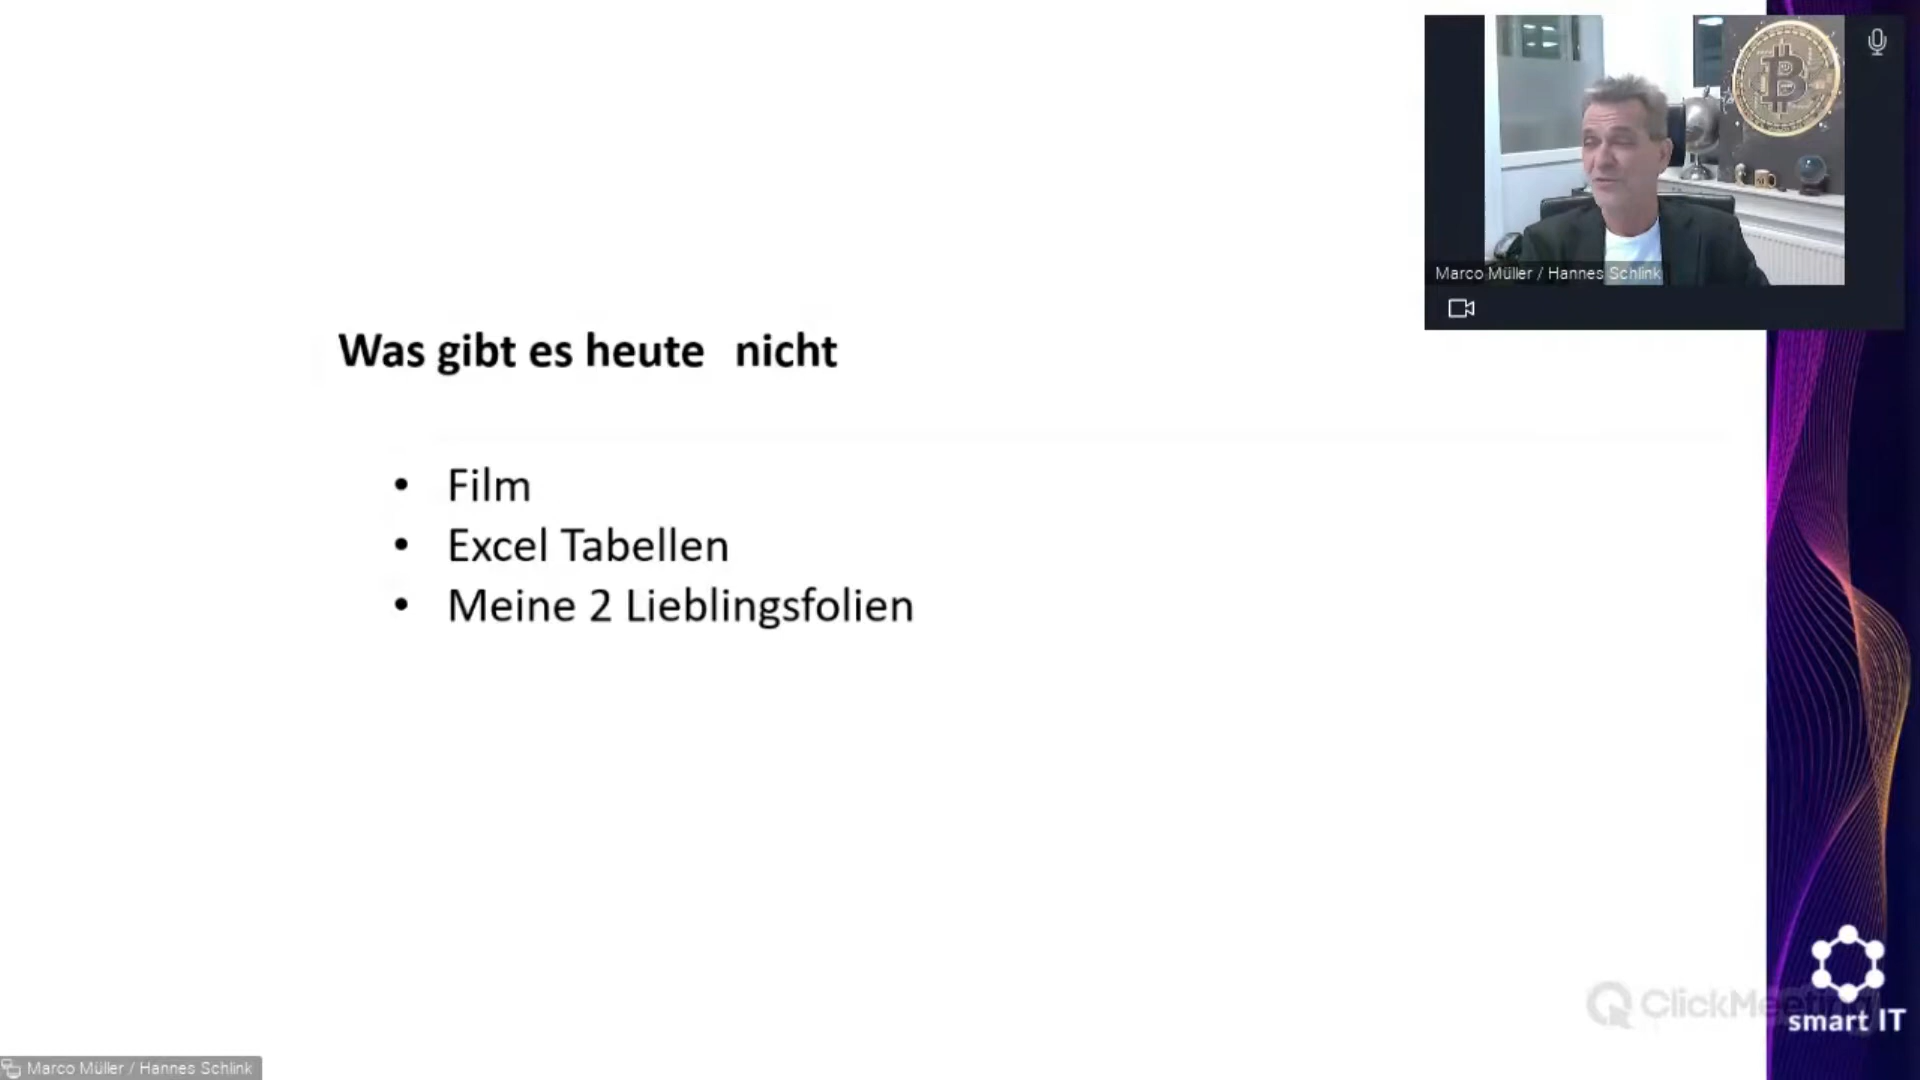 Marco Müller / Hannes Schlink
Was gibt es heute nicht
• Film
• Excel Tabellen
• Meine 2 Lieblingsfolien
ClickMeeting
smart IT
Marco Müller / Hannes Schlink